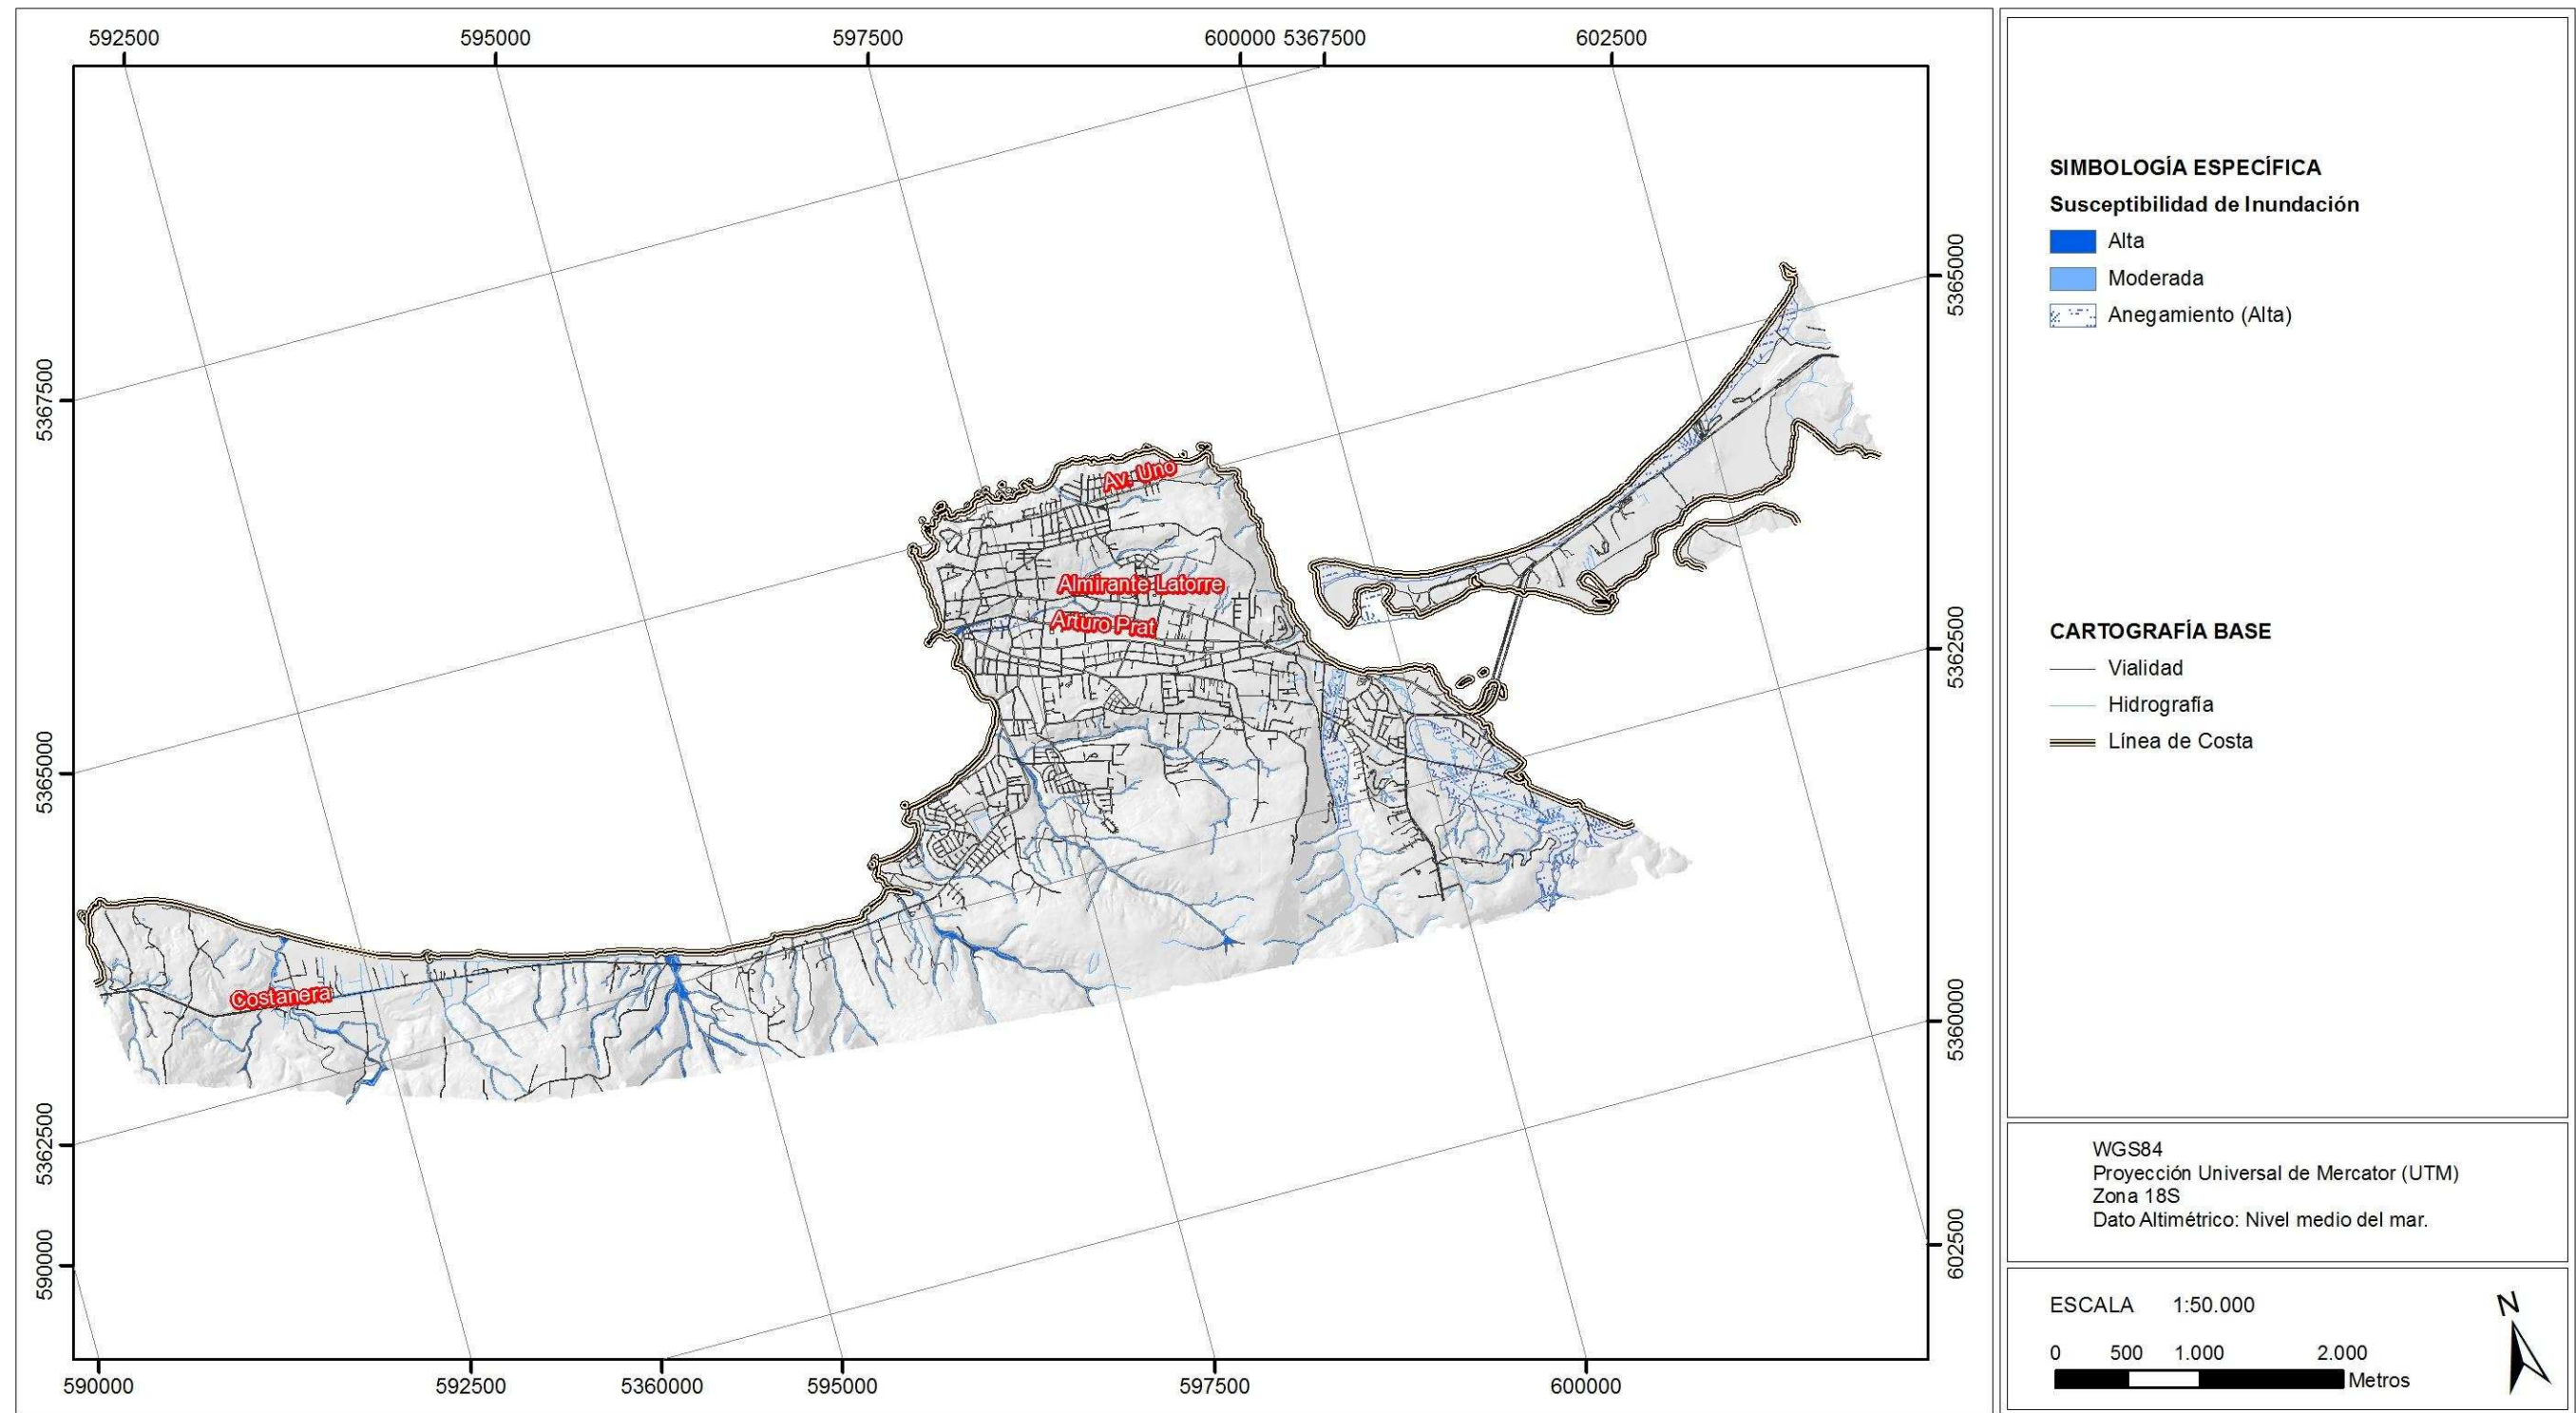 592500
595000
597500
600000
5367500
602500
5367500
5365000
5362500
590000
5365000
5362500
5360000
602500
590000
592500
5360000
595000
597500
600000
Av. Uno
Almirante Latorre
Arturo Prat
Costanera
SIMBOLOGÍA ESPECÍFICA
Susceptibilidad de Inundación
Alta
Moderada
Anegamiento (Alta)
CARTOGRAFÍA BASE
Vialidad
Hidrografía
Línea de Costa
WGS84
Proyección Universal de Mercator (UTM)
Zona 18S
Dato Altimétrico: Nivel medio del mar.
ESCALA 1:50.000
N
0 500 1.000 2.000
Metros